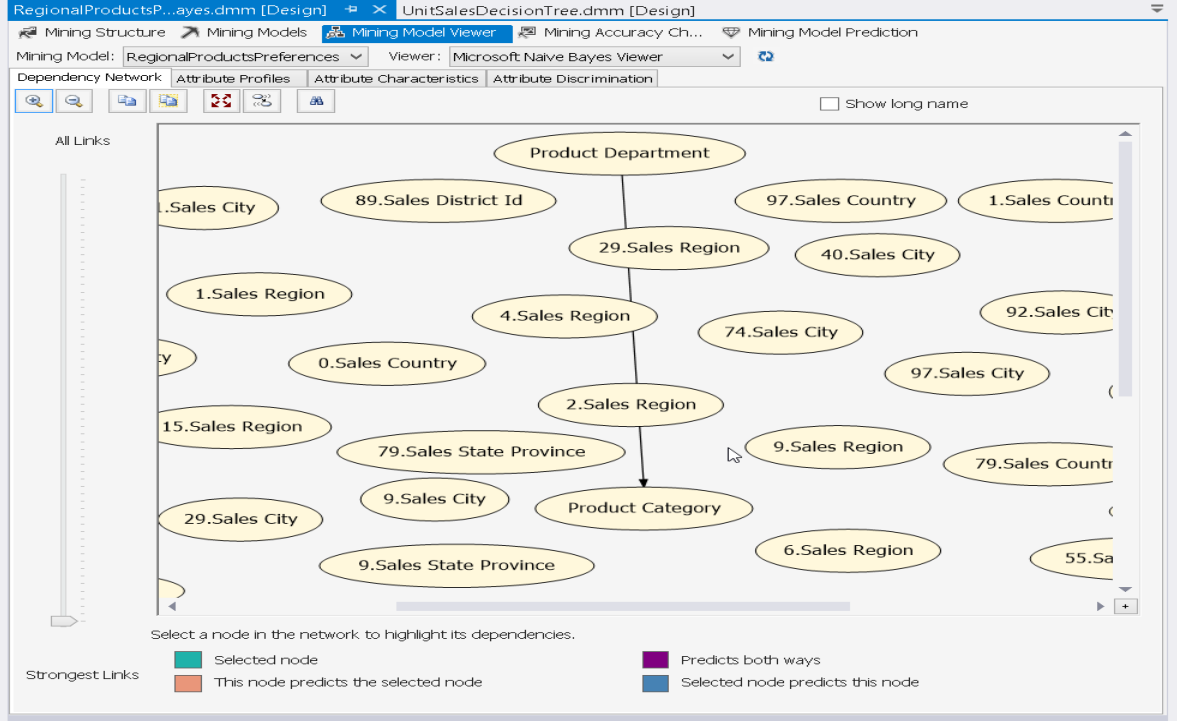 RegionalProductsP...ayes.dmm [Design] UnitSalesDecisionTree.dmm [Design]
Mining Structure Mining Models Mining Model Viewer Mining Accuracy Ch... Mining Model Prediction
Mining Model: RegionalProductsPreferences Viewer: Microsoft Naive Bayes Viewer
Dependency Network Attribute Profiles Attribute Characteristics Attribute Discrimination
Show long name
All Links
Product Department
.Sales City 89.Sales District Id 97.Sales Country 1.Sales Countr
29.Sales Region 40.Sales City
1.Sales Region
4.Sales Region 92.Sales Cit
74.Sales City
ty 0.Sales Country 97.Sales City
2.Sales Region
15.Sales Region 9.Sales Region
79.Sales State Province 79.Sales Countr
9.Sales City Product Category
29.Sales City
9.Sales State Province 6.Sales Region 55.Sa
Select a node in the network to highlight its dependencies.
Selected node Predicts both ways
Strongest Links
This node predicts the selected node Selected node predicts this node